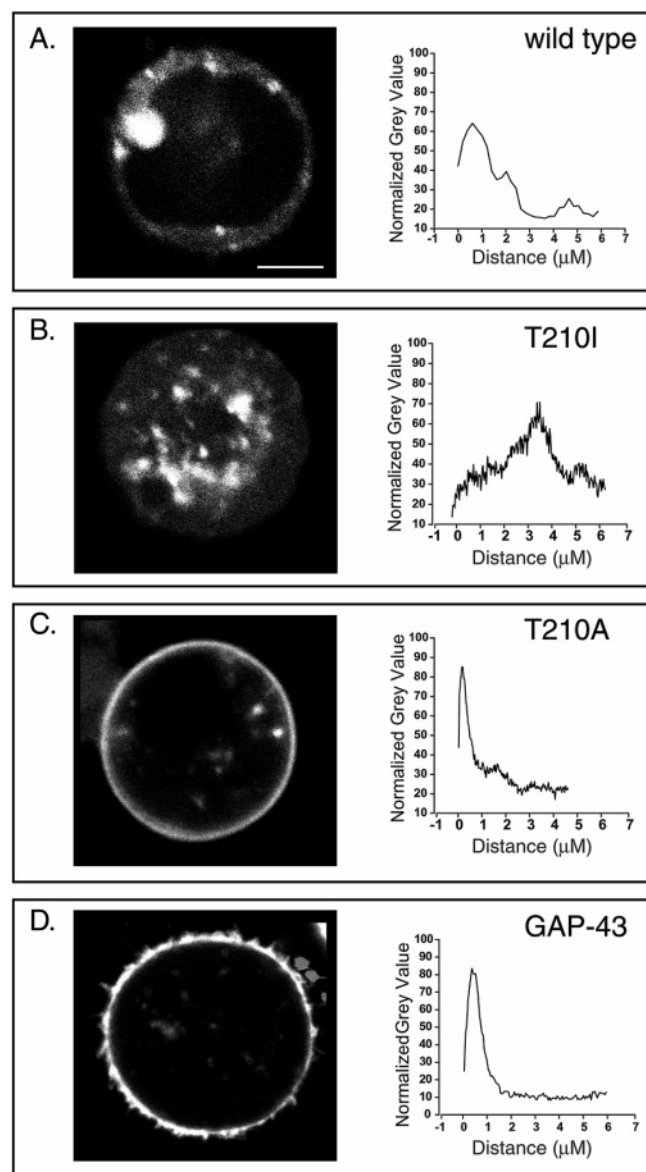 A.
wild type
Normalized Grey Value
100
90
80
70
60
50
40
30
20
10
-1 0 1 2 3 4 5 6 7
Distance (μM)
B.
T210I
Normalized Grey Value
100
90
80
70
60
50
40
30
20
10
-1 0 1 2 3 4 5 6 7
Distance (μM)
C.
T210A
Normalized Grey Value
100
90
80
70
60
50
40
30
20
10
-1 0 1 2 3 4 5 6 7
Distance (μM)
D.
GAP-43
NormalizedGrey Value
100
90
80
70
60
50
40
30
20
10
0
-1 0 1 2 3 4 5 6 7
Distance (μM)